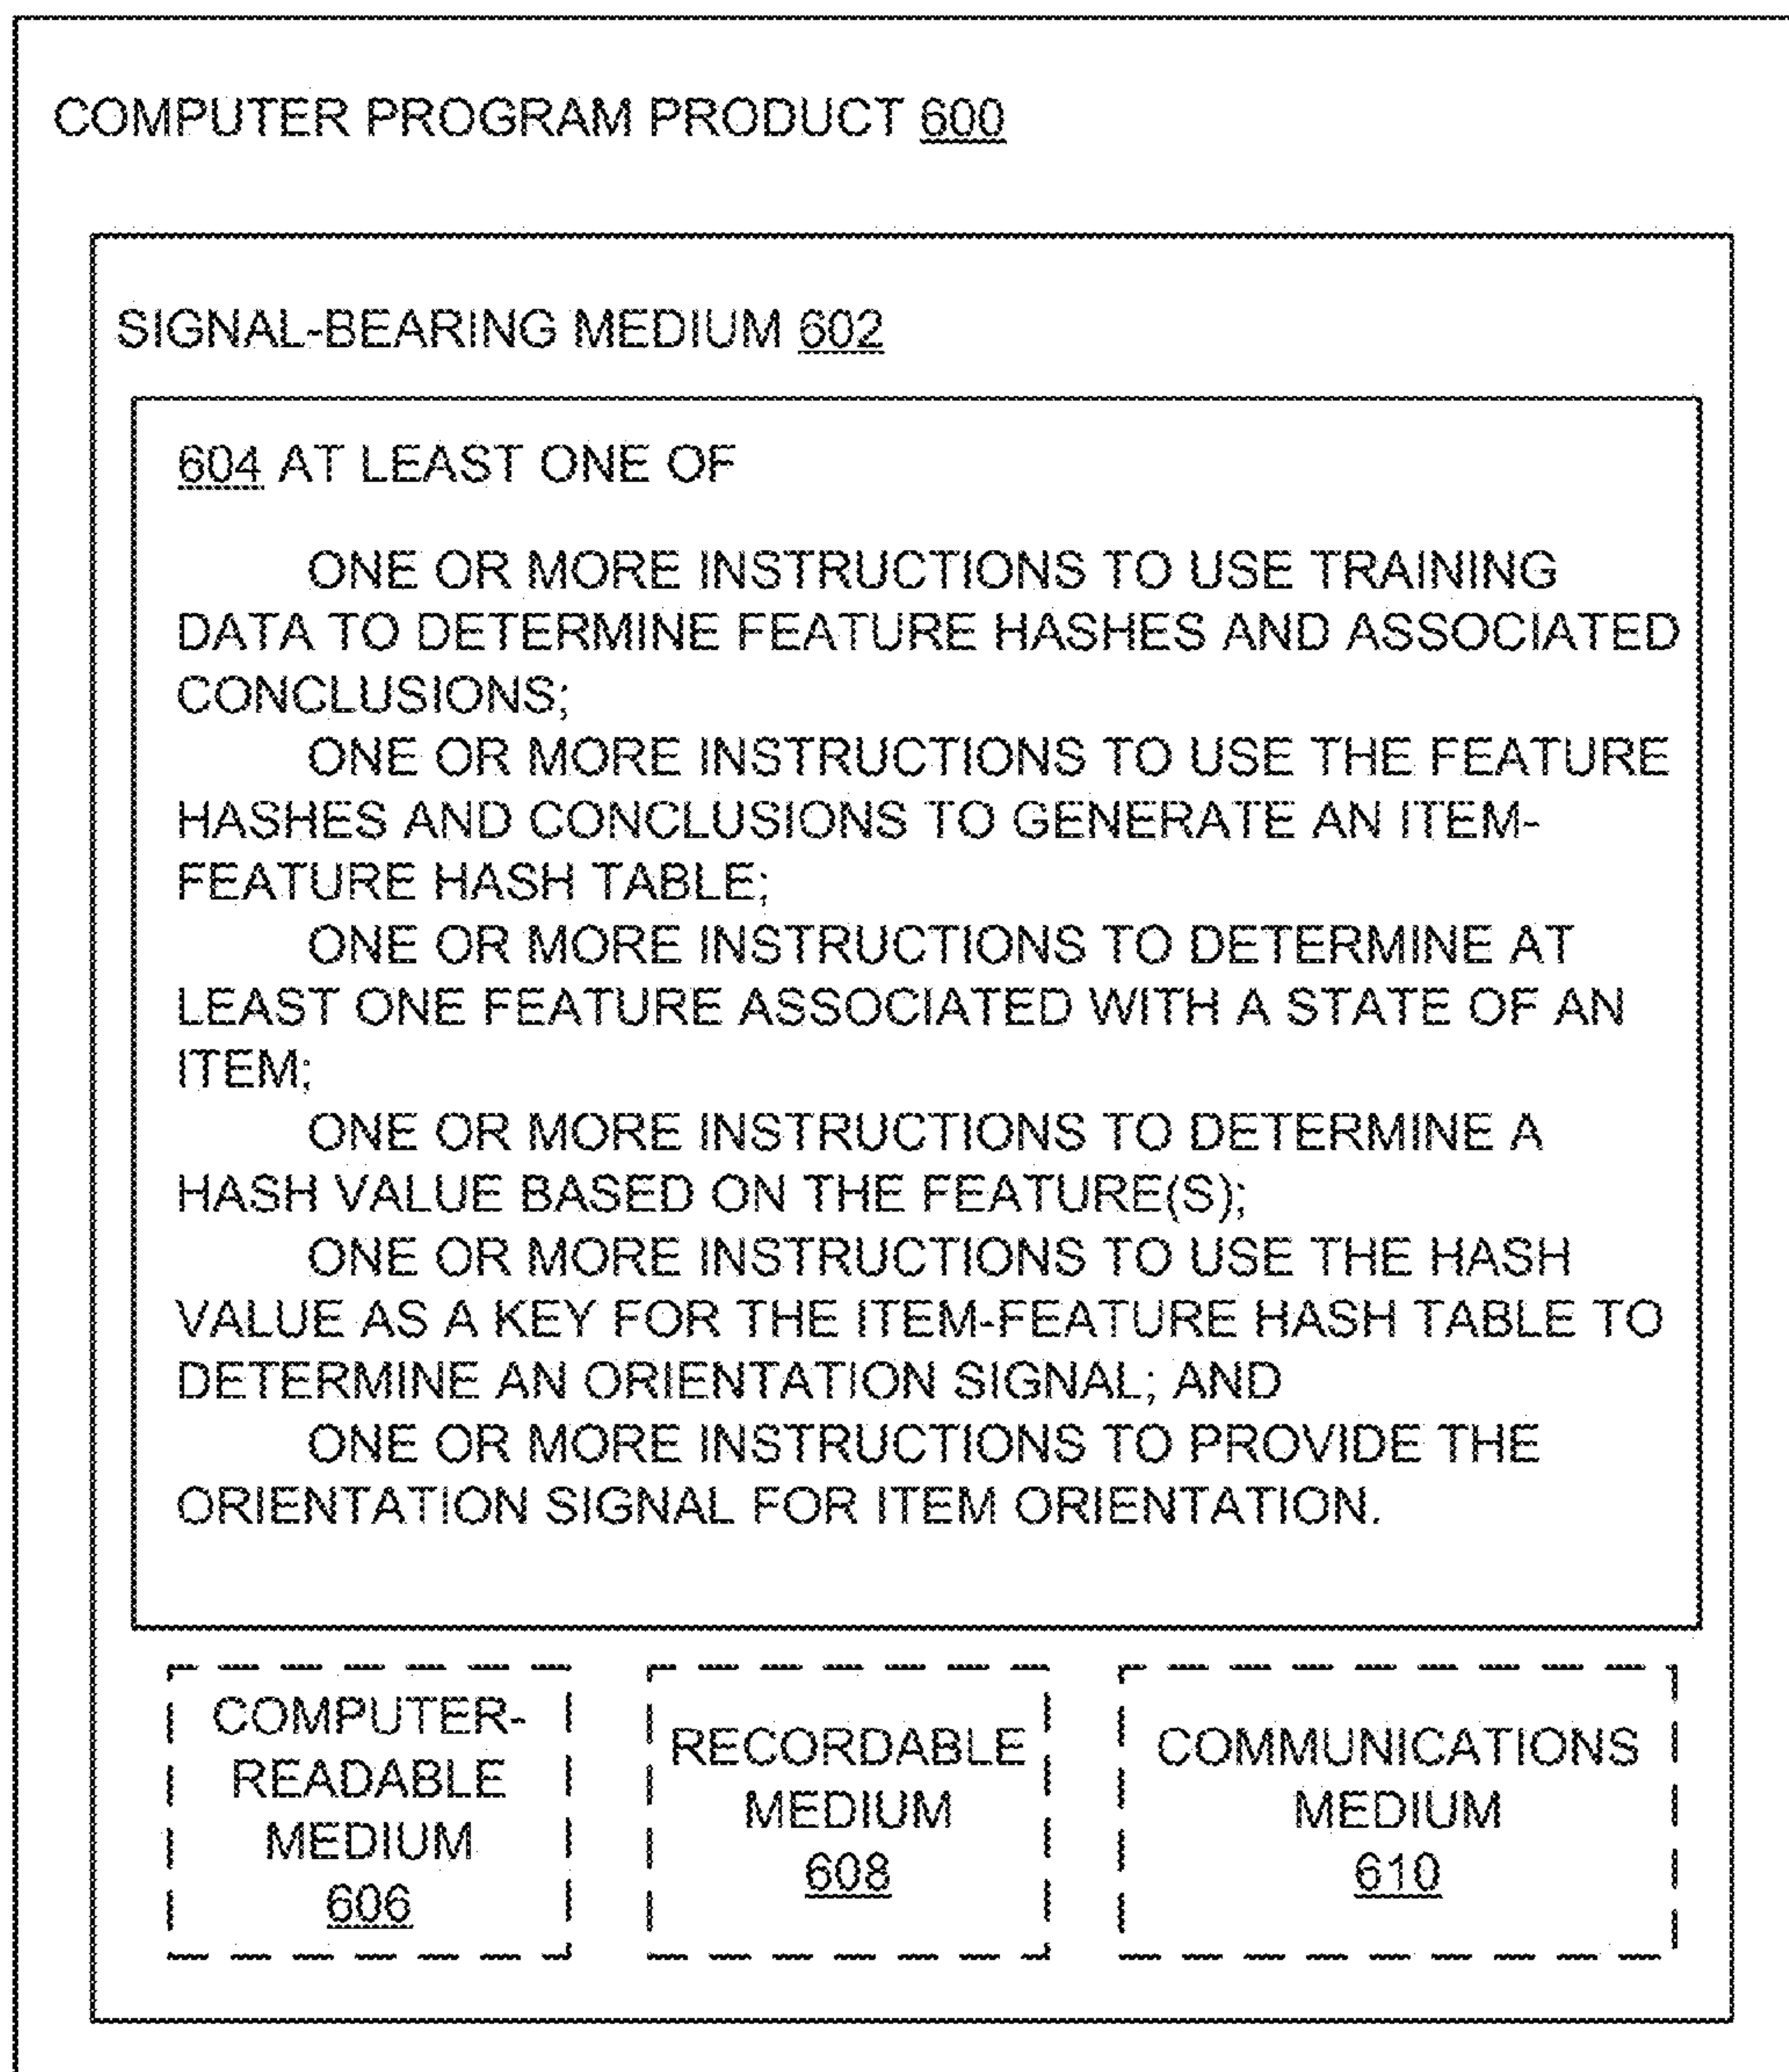 COMPUTER PROGRAM PRODUCT 600
SIGNAL-BEARING MEDIUM 602
604 AT LEAST ONE OF
ONE OR MORE INSTRUCTIONS TO USE TRAINING
DATA TO DETERMINE FEATURE HASHES AND ASSOCIATED
CONCLUSIONS;
ONE OR MORE INSTRUCTIONS TO USE THE FEATURE
HASHES AND CONCLUSIONS TO GENERATE AN ITEM-
FEATURE HASH TABLE;
ONE OR MORE INSTRUCTIONS TO DETERMINE AT
LEAST ONE FEATURE ASSOCIATED WITH A STATE OF AN
ITEM;
ONE OR MORE INSTRUCTIONS TO DETERMINE A
HASH VALUE BASED ON THE FEATURE(S);
ONE OR MORE INSTRUCTIONS TO USE THE HASH
VALUE AS A KEY FOR THE ITEM-FEATURE HASH TABLE TO
DETERMINE AN ORIENTATION SIGNAL; AND
ONE OR MORE INSTRUCTIONS TO PROVIDE THE
ORIENTATION SIGNAL FOR ITEM ORIENTATION.
COMPUTER-
READABLE
MEDIUM
606
RECORDABLE
MEDIUM
608
COMMUNICATIONS
MEDIUM
610